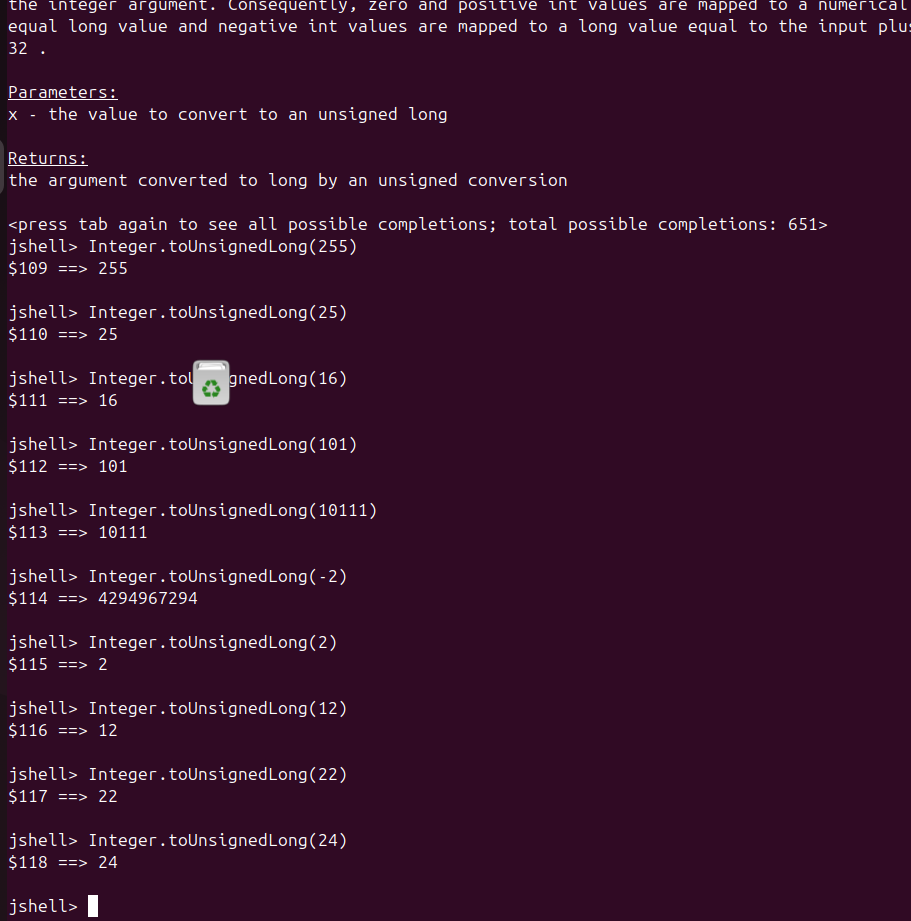 the integer argument. Consequently, zero and positive int values are mapped to a numerical
equal long value and negative int values are mapped to a long value equal to the input plus
32 .
Parameters:
x - the value to convert to an unsigned long
Returns:
the argument converted to long by an unsigned conversion
<press tab again to see all possible completions; total possible completions: 651>
jshell> Integer.toUnsignedLong(255)
$109 ==> 255
jshell> Integer.toUnsignedLong(25)
$110 ==> 25
jshell> Integer.toU gnedLong(16)
$111 ==> 16
jshell> Integer.toUnsignedLong(101)
$112 ==> 101
jshell> Integer.toUnsignedLong(10111)
$113 ==> 10111
jshell> Integer.toUnsignedLong(-2)
$114 ==> 4294967294
jshell> Integer.toUnsignedLong(2)
$115 ==> 2
jshell> Integer.toUnsignedLong(12)
$116 ==> 12
jshell> Integer.toUnsignedLong(22)
$117 ==> 22
jshell> Integer.toUnsignedLong(24)
$118 ==> 24
jshell>